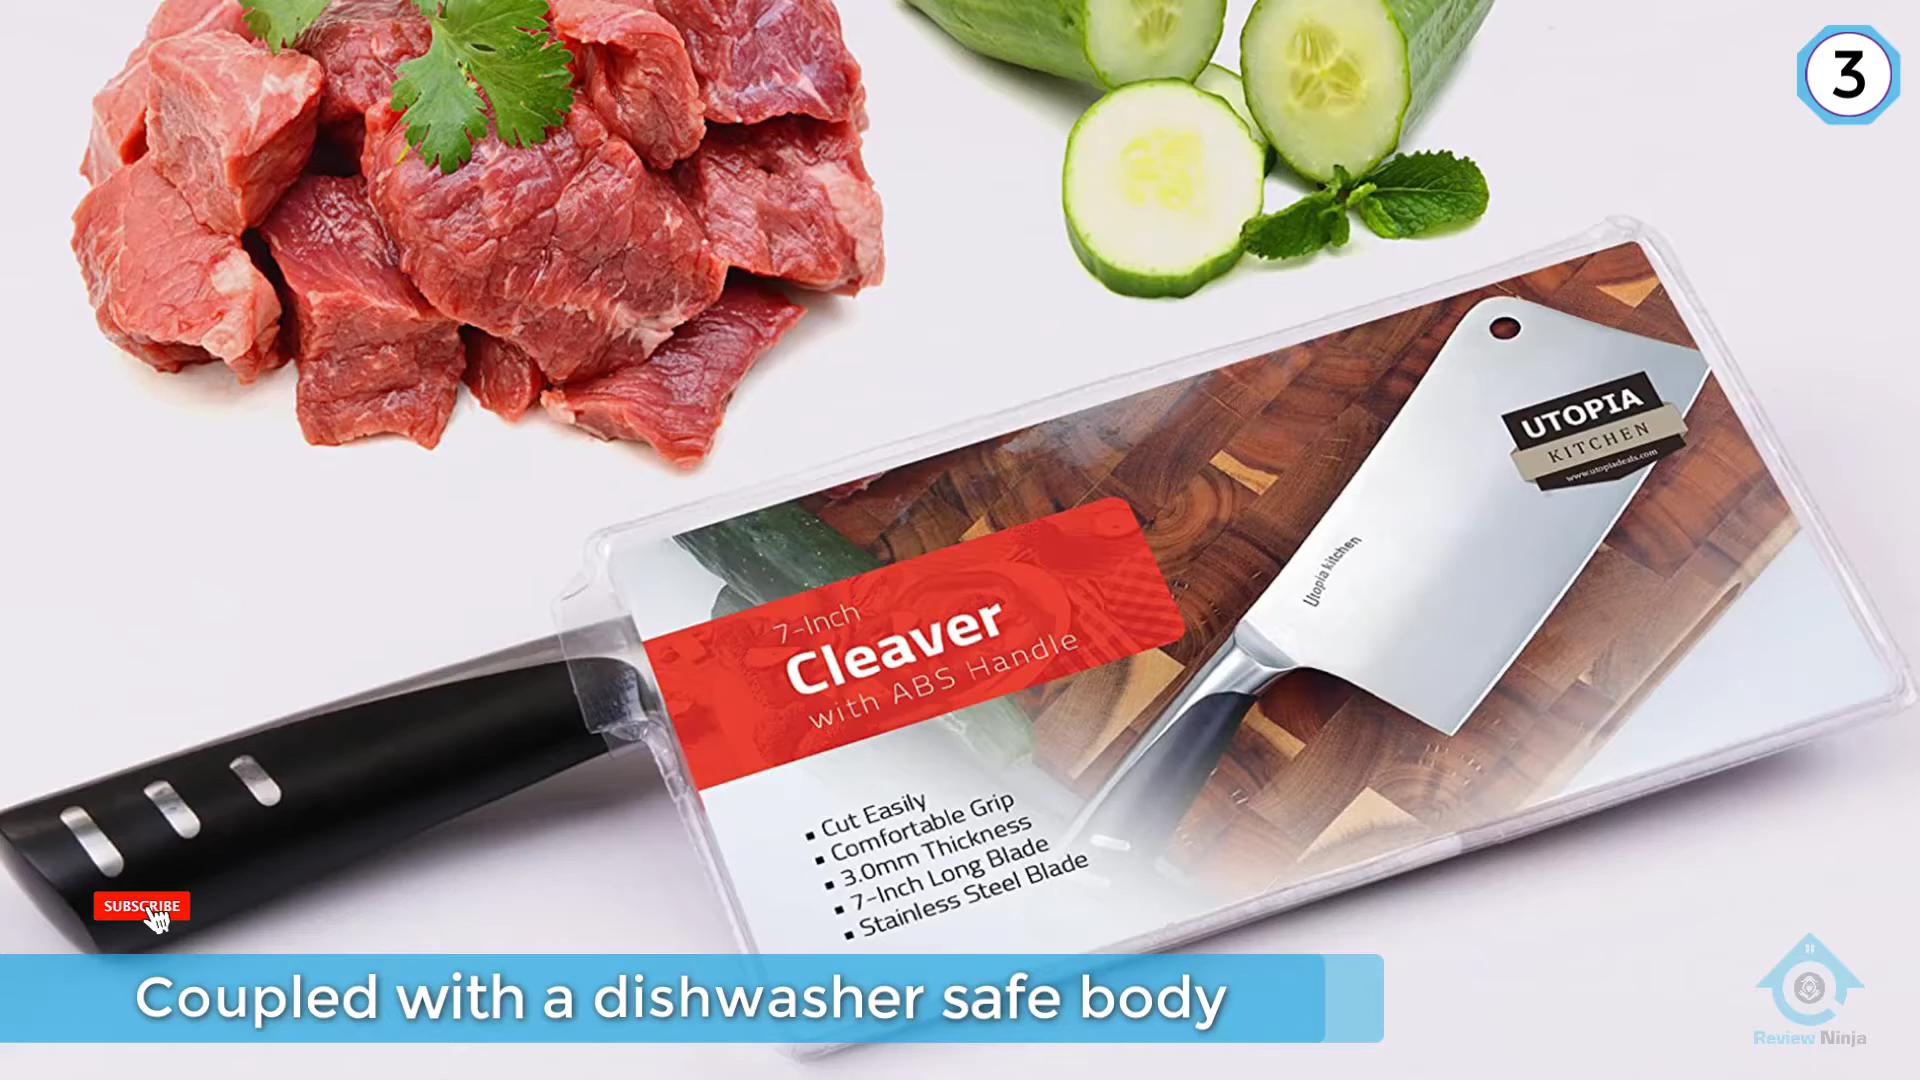 3
UTOPIA
KITCHEN
www.utopiadeals.com
Utopia kitchen
7-Inch
Cleaver
with ABS Handle
▪ Cut Easily
▪ Comfortable Grip
▪ 3.0mm Thickness
▪ 7-Inch Long Blade
▪ Stainless Steel Blade
SUBSCRIBE
Coupled with a dishwasher safe body
Review Ninja